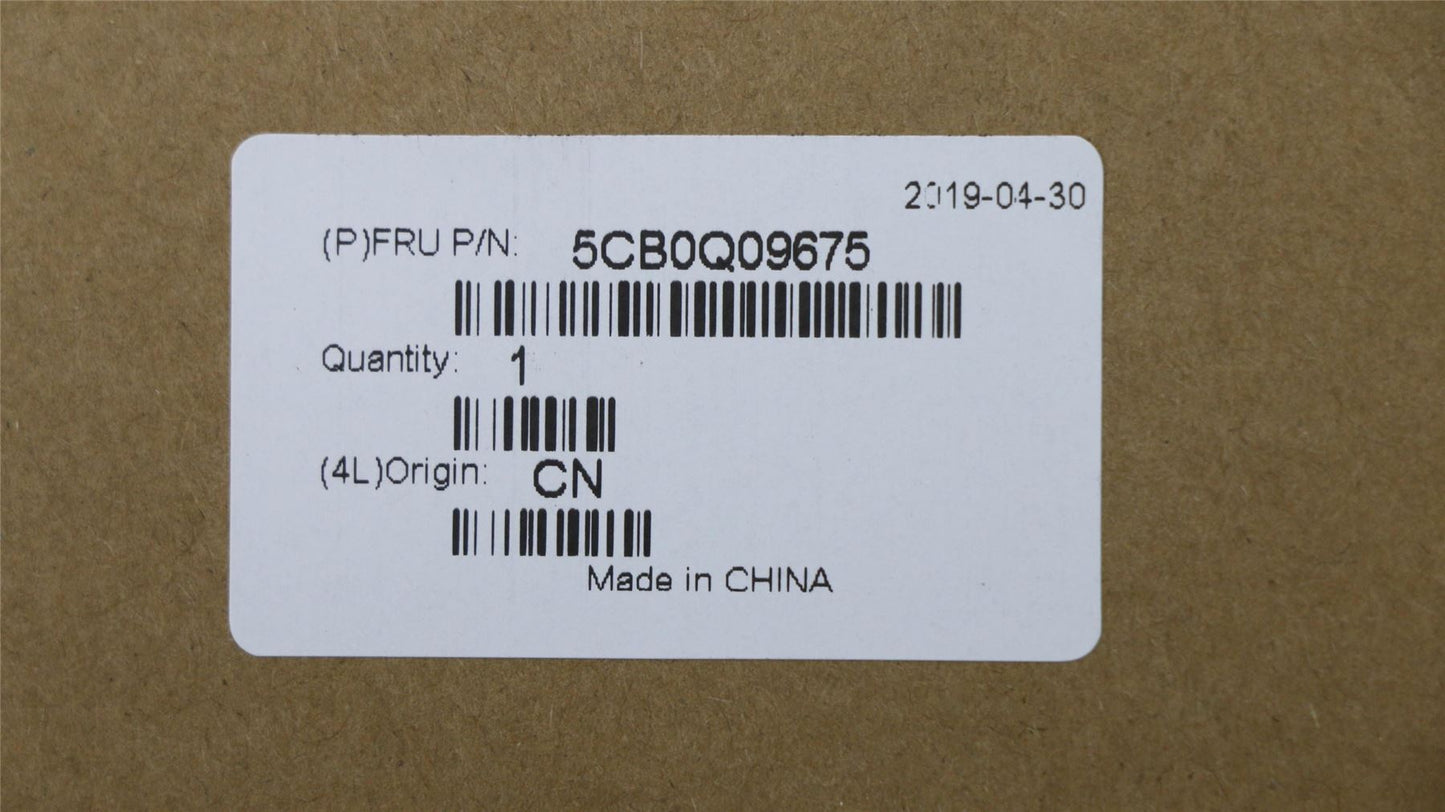 2019-04-30
(P)FRU P/N: 5CB0Q09675
Quantity: 1
(4L)Origin: CN
Made in CHINA